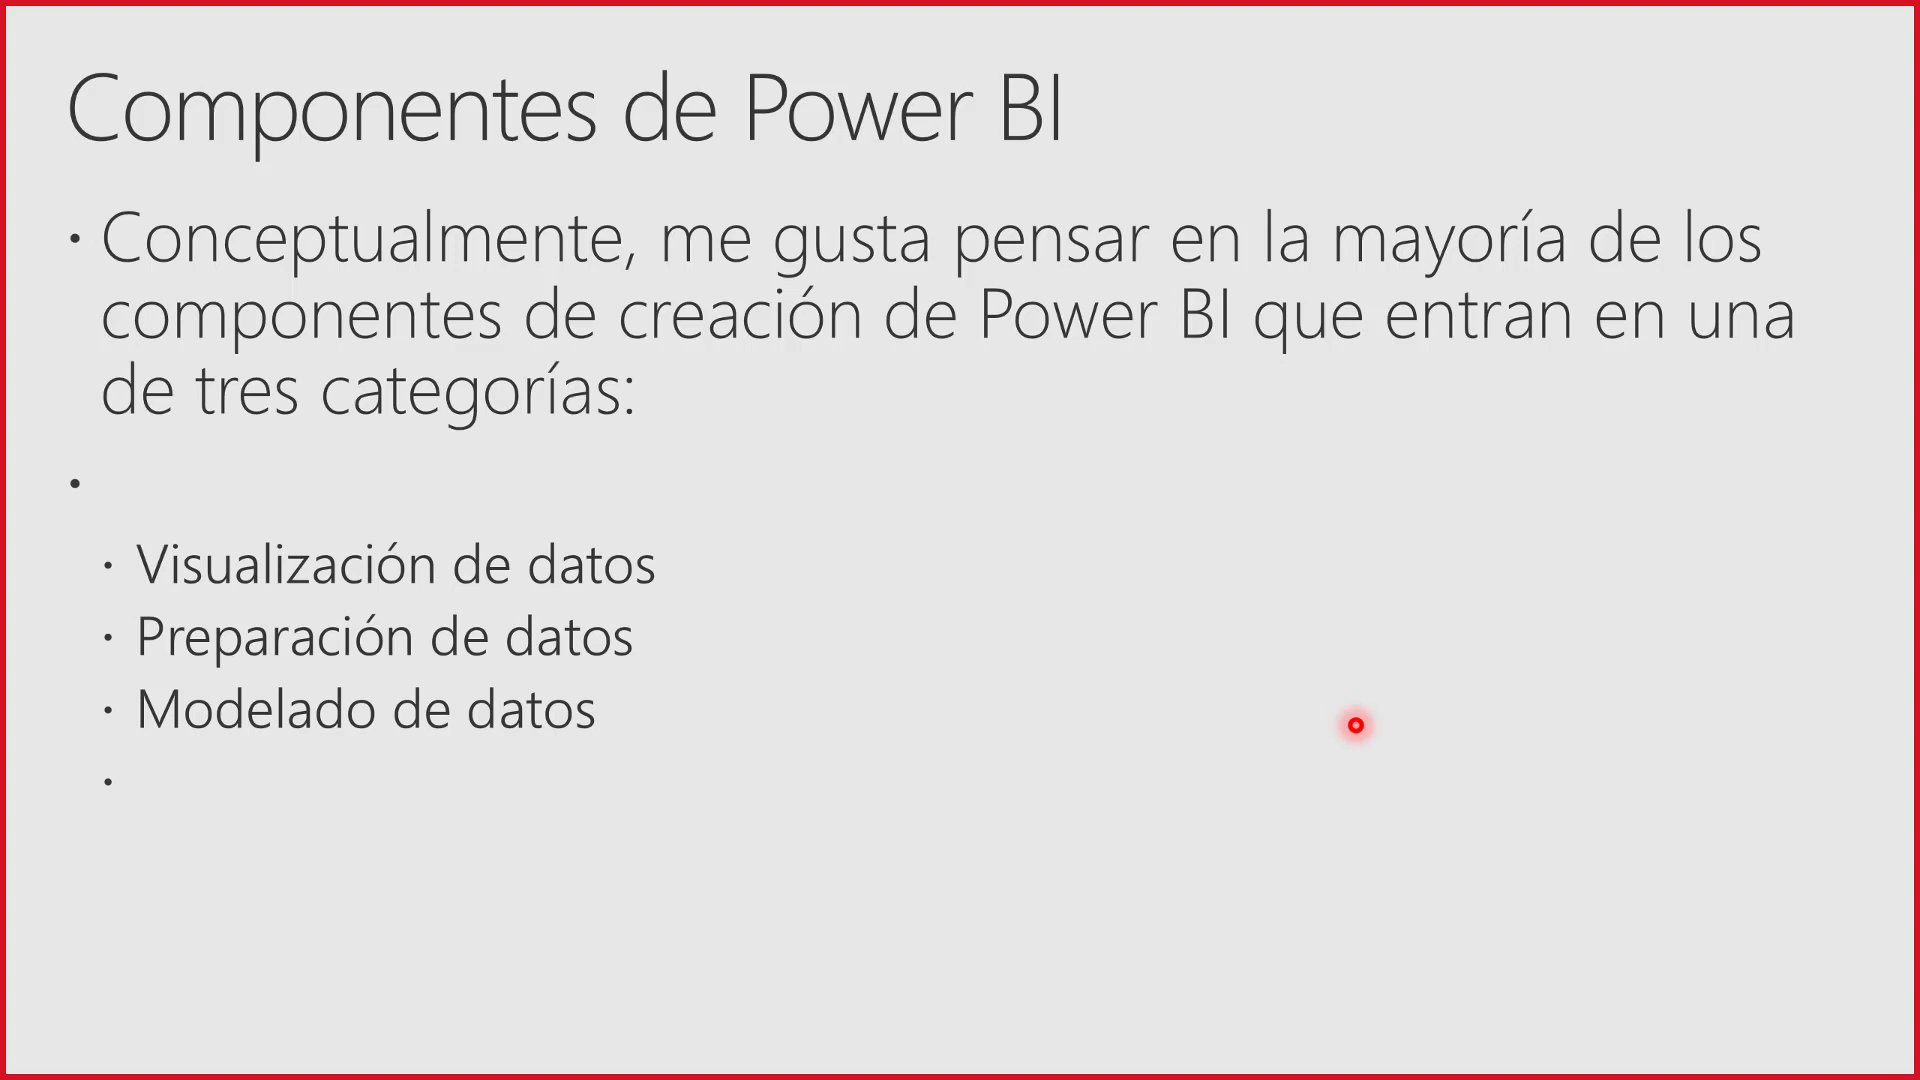 Componentes de Power BI
• Conceptualmente, me gusta pensar en la mayoría de los
componentes de creación de Power BI que entran en una
de tres categorías:
•
• Visualización de datos
• Preparación de datos
• Modelado de datos
•